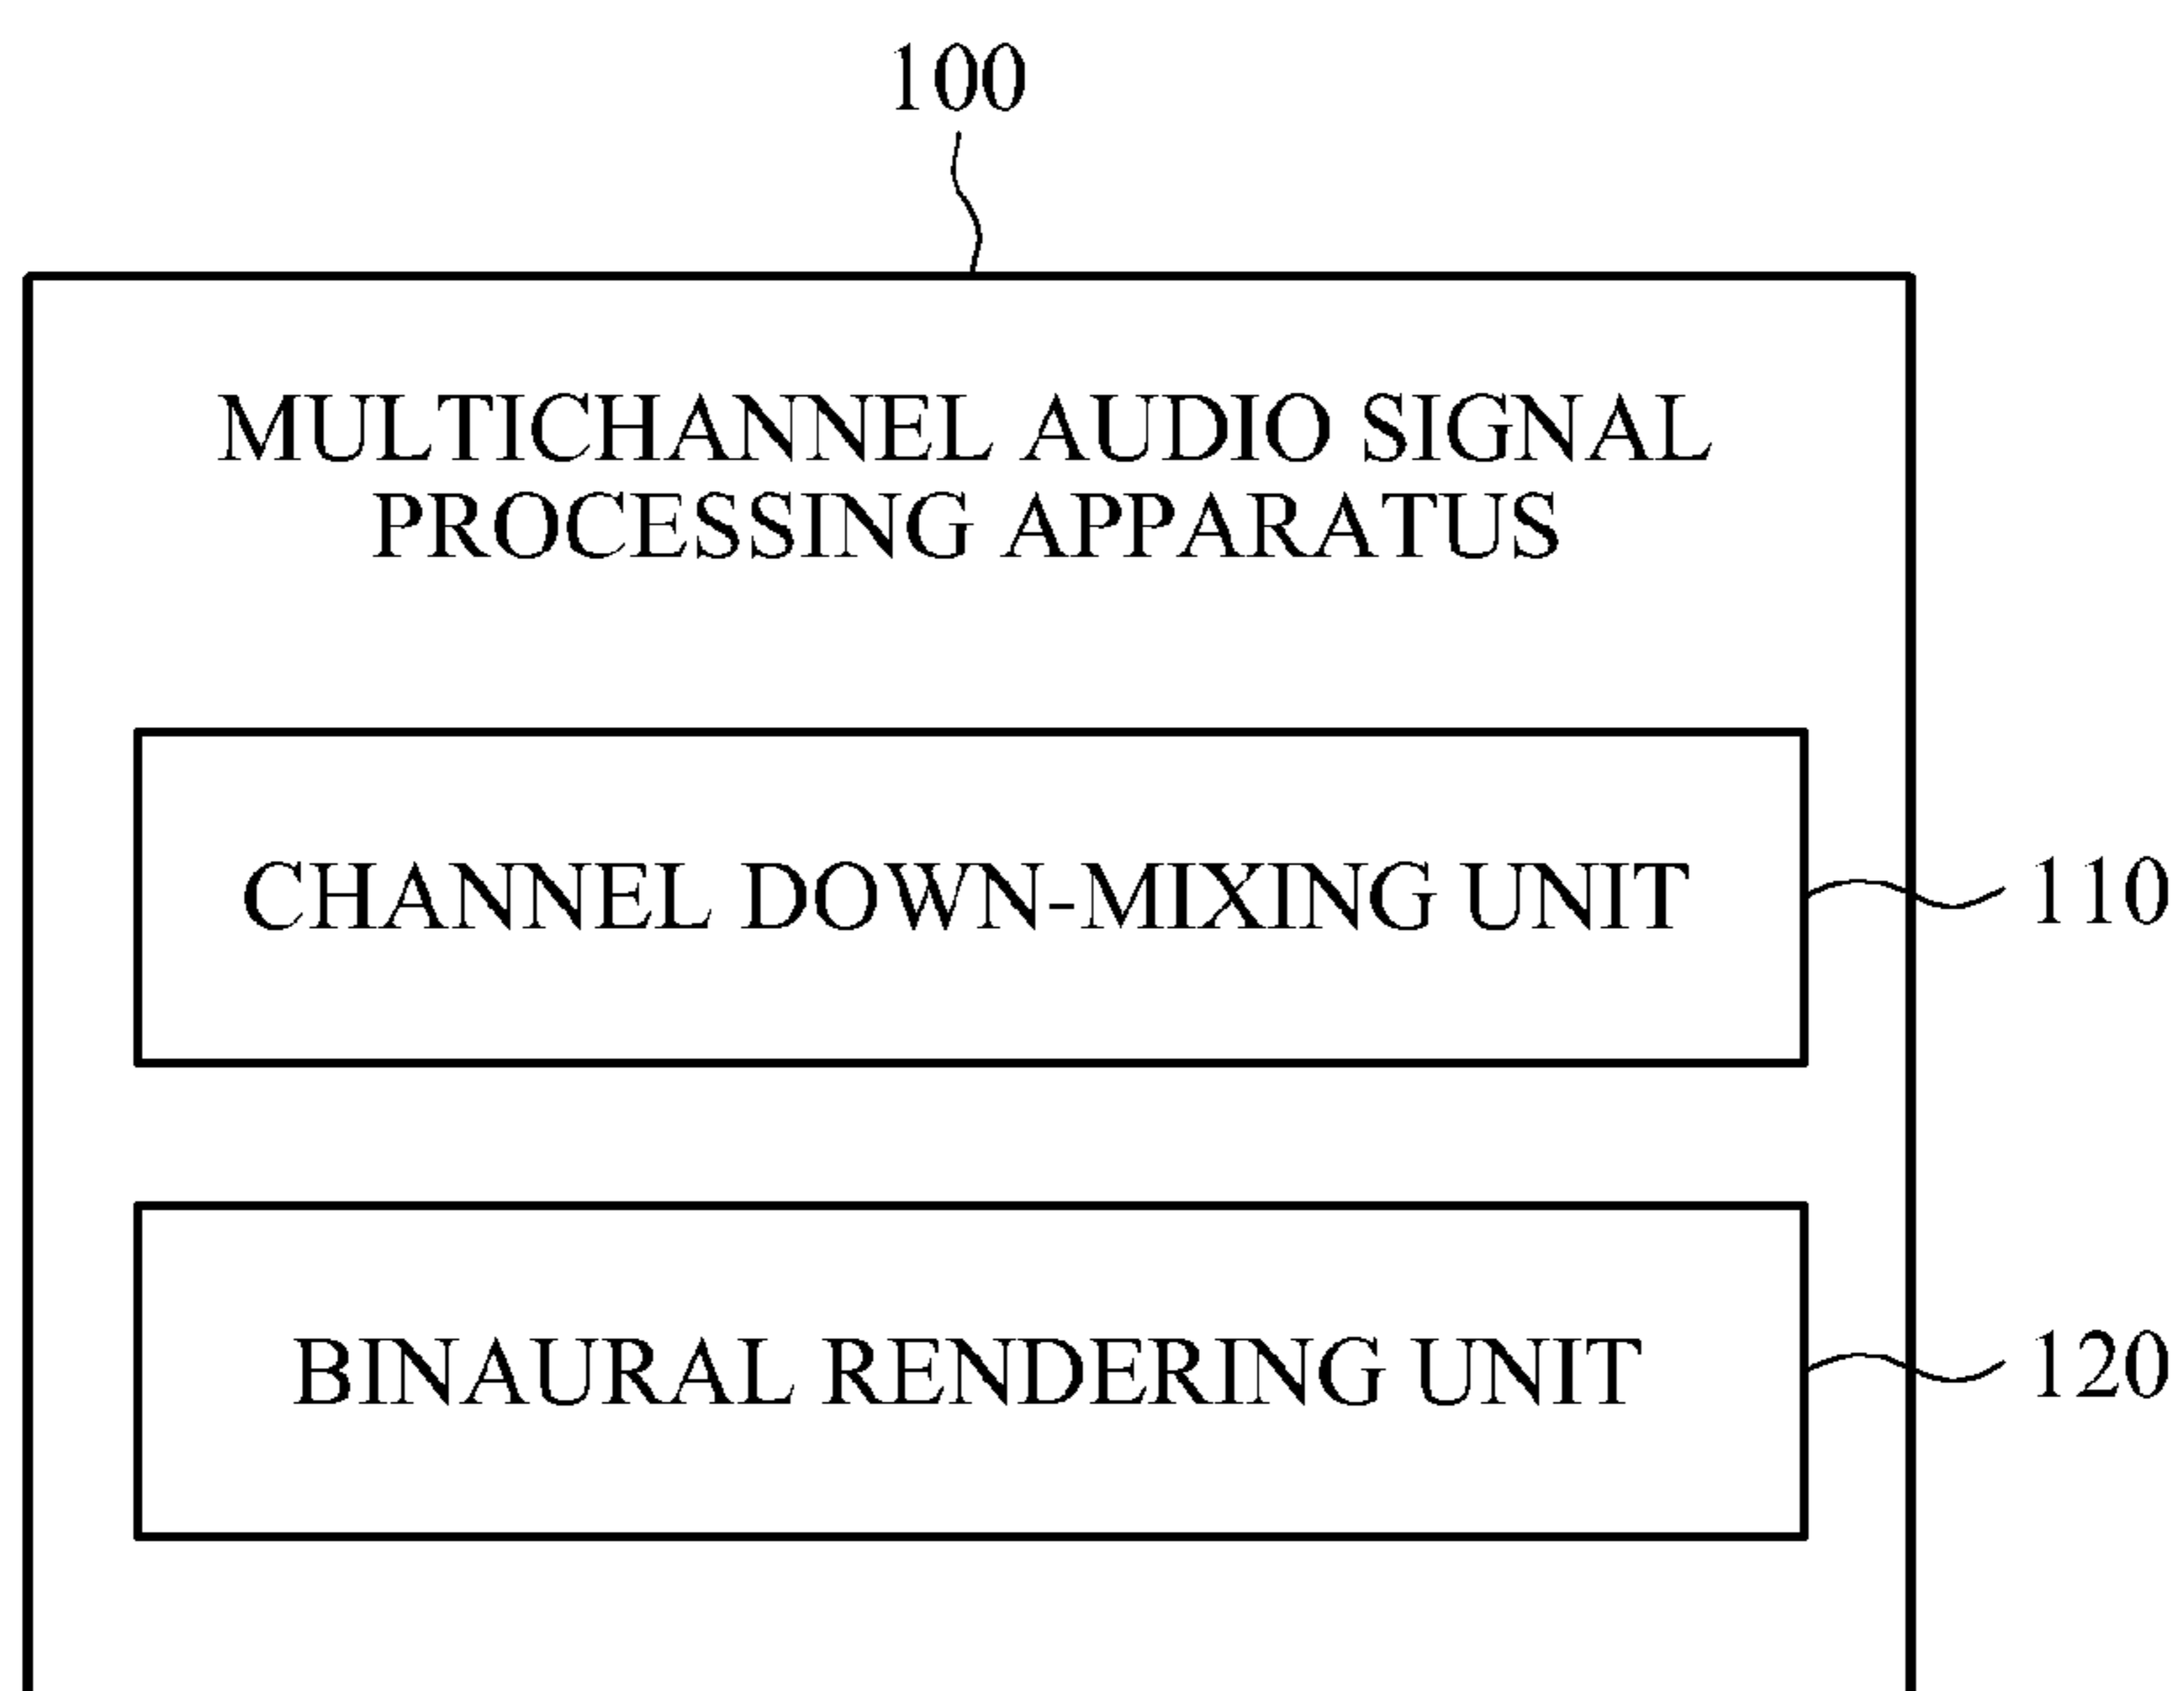 100
MULTICHANNEL AUDIO SIGNAL
PROCESSING APPARATUS
CHANNEL DOWN-MIXING UNIT
110
BINAURAL RENDERING UNIT
120